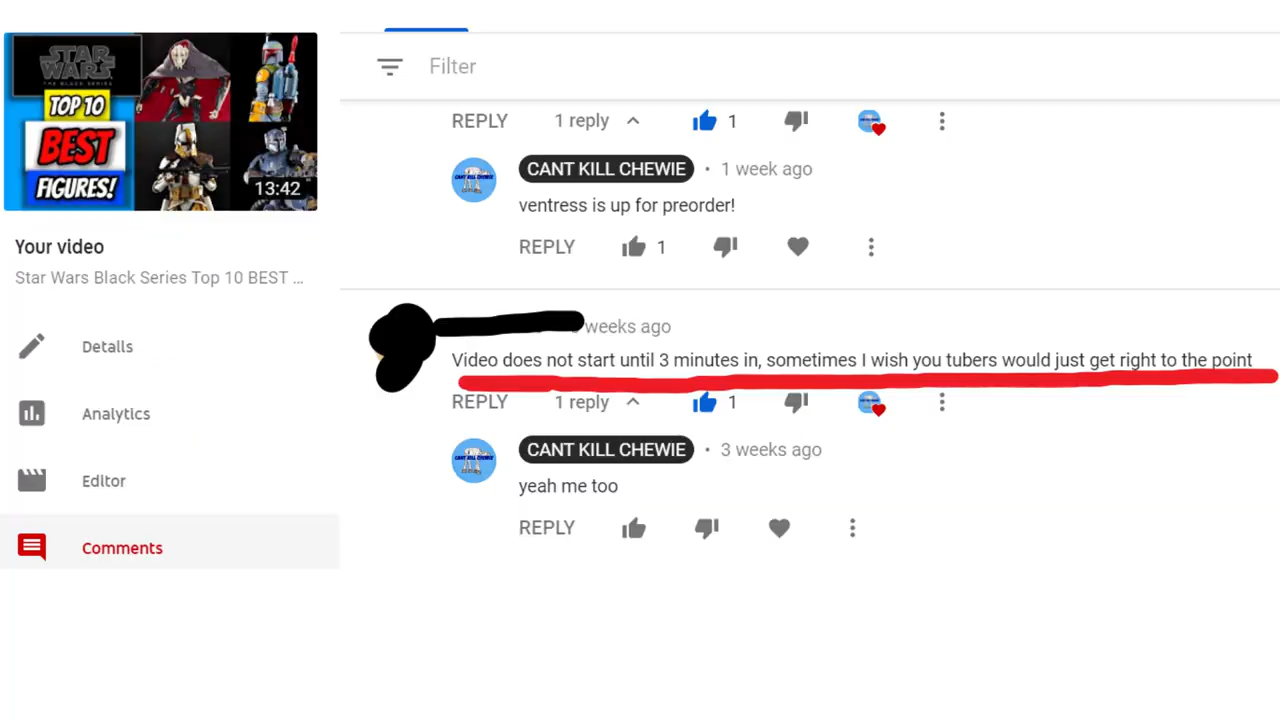 STAR
WARS
THE BLACK SERIES
TOP 10
BEST
FIGURES!
13:42
Your video
Star Wars Black Series Top 10 BEST ...
Details
Analytics
Editor
Comments
Filter
REPLY 1 reply 1
CANT KILL CHEWIE • 1 week ago
ventress is up for preorder!
REPLY 1
weeks ago
Video does not start until 3 minutes in, sometimes I wish you tubers would just get right to the point
REPLY 1 reply 1
CANT KILL CHEWIE • 3 weeks ago
yeah me too
REPLY